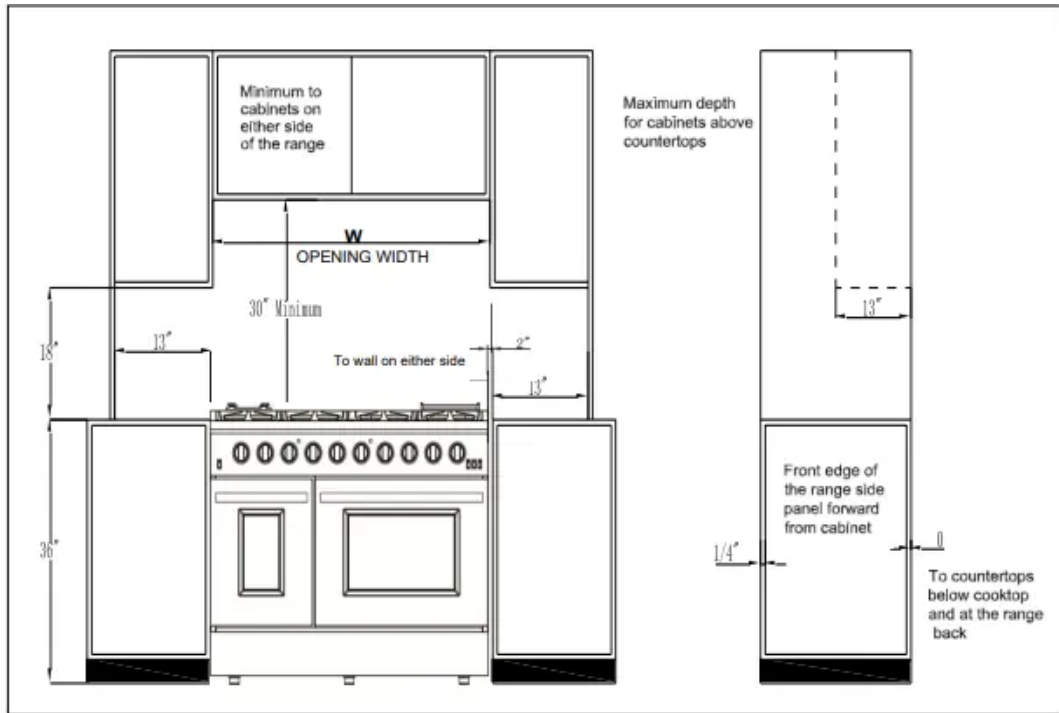 Minimum to
cabinets on
either side
of the range
Maximum depth
for cabinets above
countertops
W
OPENING WIDTH
30" Minimum
13"
18"
13"
2"
To wall on either side
13"
36"
Front edge of
the range side
panel forward
from cabinet
1/4"
0
To countertops
below cooktop
and at the range
back